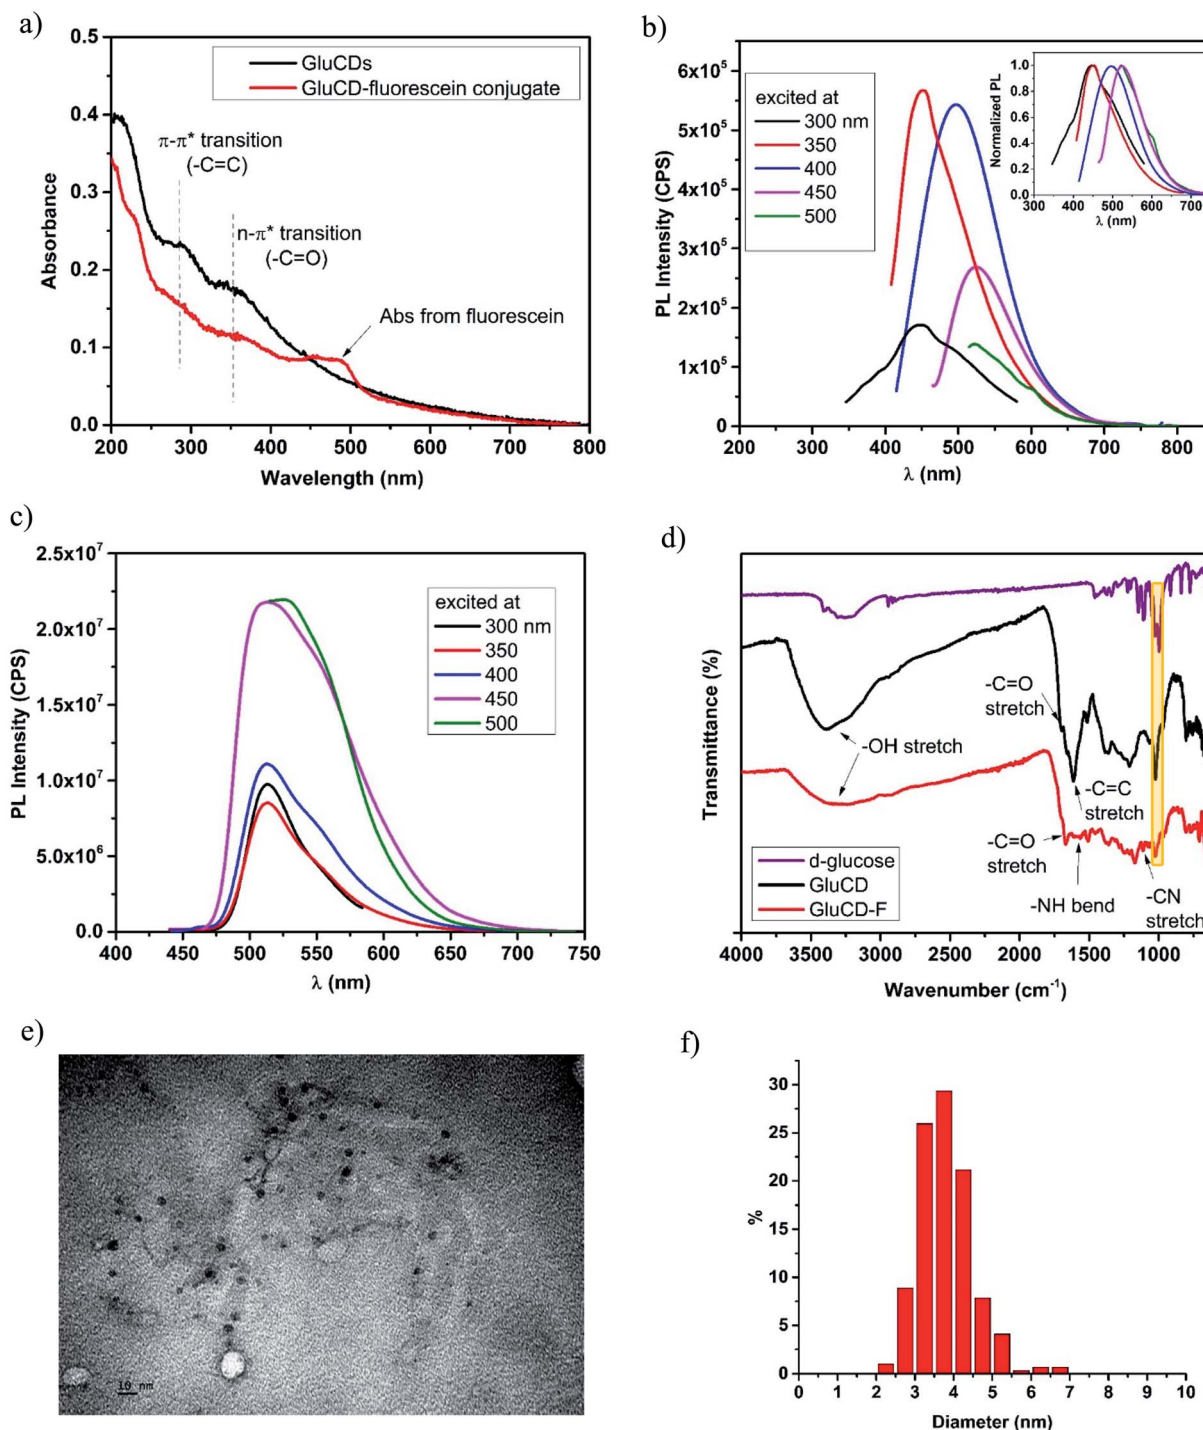 a)
0.5
0.4
0.3
0.2
0.1
0.0
Absorbance
GluCDs
GluCD-fluorescein conjugate
π-π* transition
(-C=C)
n-π* transition
(-C=O)
Abs from fluorescein
200 300 400 500 600 700 800
Wavelength (nm)
b)
6x10⁵
5x10⁵
4x10⁵
3x10⁵
2x10⁵
1x10⁵
0
PL Intensity (CPS)
excited at
300 nm
350
400
450
500
1.0
0.8
0.6
0.4
0.2
0.0
Normalized PL
300 400 500 600 700
λ (nm)
200 300 400 500 600 700 800
λ (nm)
c)
2.5x10⁷
2.0x10⁷
1.5x10⁷
1.0x10⁷
5.0x10⁶
0.0
PL Intensity (CPS)
excited at
300 nm
350
400
450
500
400 450 500 550 600 650 700 750
λ (nm)
d)
Transmittance (%)
-C=O
stretch
-OH stretch
-C=C
stretch
-C=O
stretch
-NH bend
-CN
stretch
d-glucose
GluCD
GluCD-F
4000 3500 3000 2500 2000 1500 1000
Wavenumber (cm⁻¹)
e)
10 nm
f)
30
25
20
15
10
5
0
%
0 1 2 3 4 5 6 7 8 9 10
Diameter (nm)